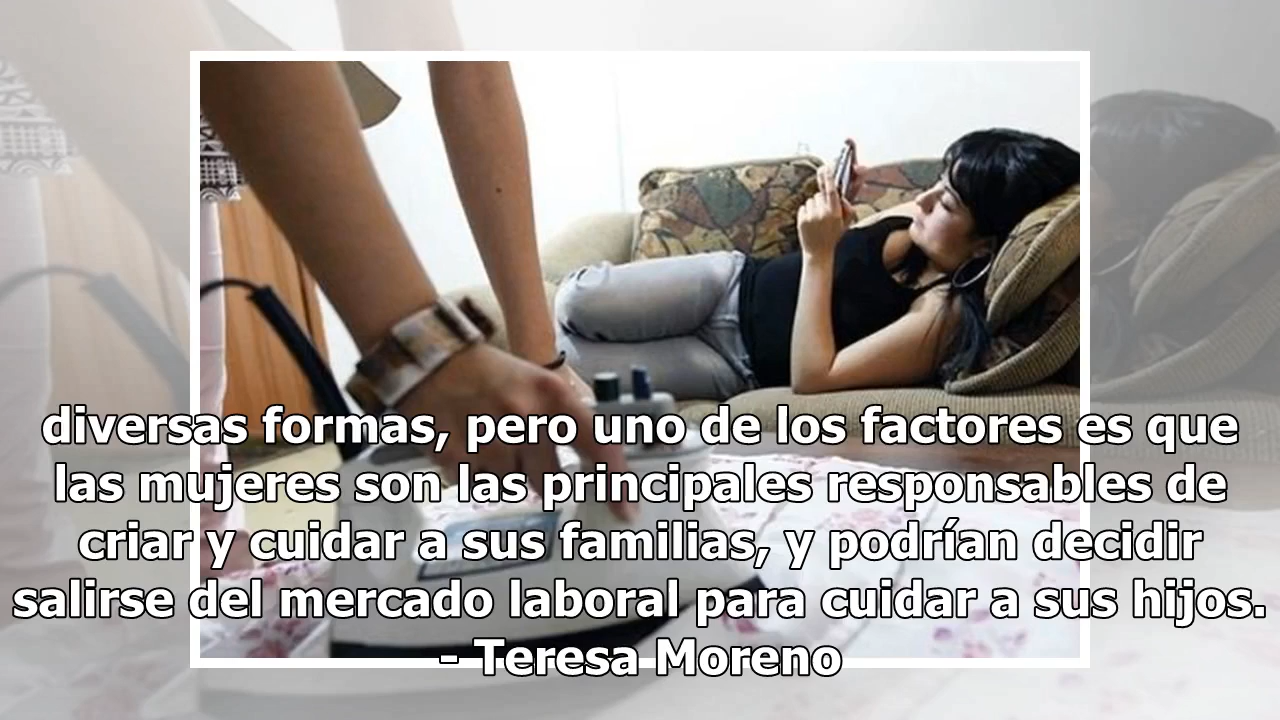 diversas formas, pero uno de los factores es que
las mujeres son las principales responsables de
criar y cuidar a sus familias, y podrían decidir
salirse del mercado laboral para cuidar a sus hijos.
- Teresa Moreno